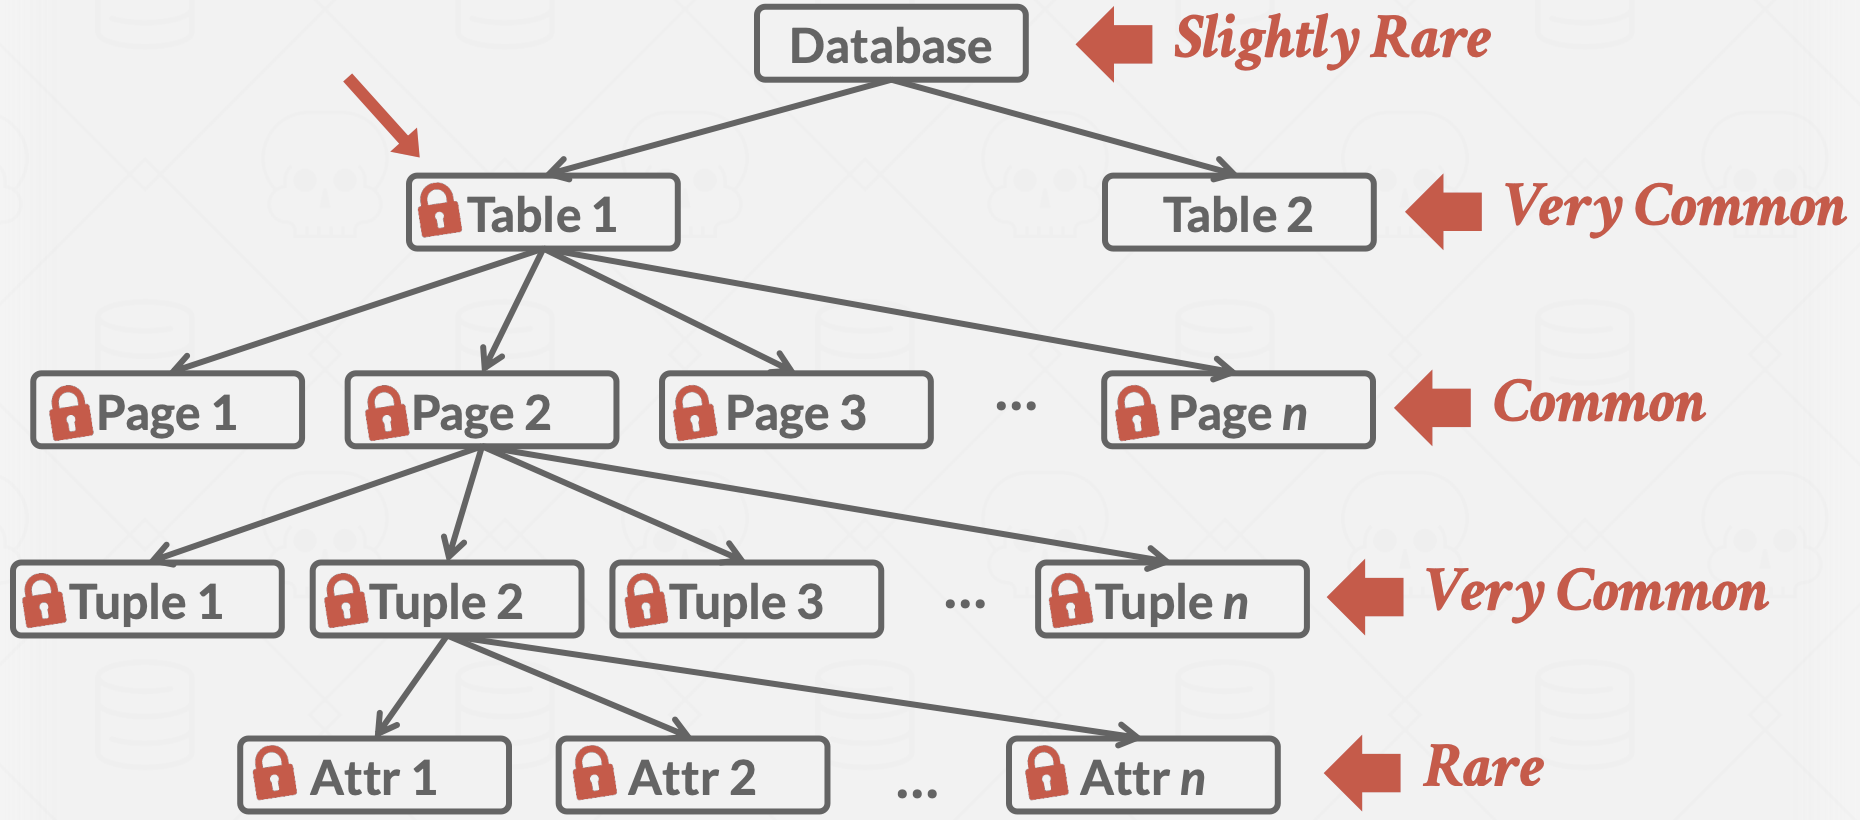 Database
Slightly Rare
Table 1
Table 2
Very Common
Page 1
Page 2
Page 3
...
Page n
Common
Tuple 1
Tuple 2
Tuple 3
...
Tuple n
Very Common
Attr 1
Attr 2
...
Attr n
Rare